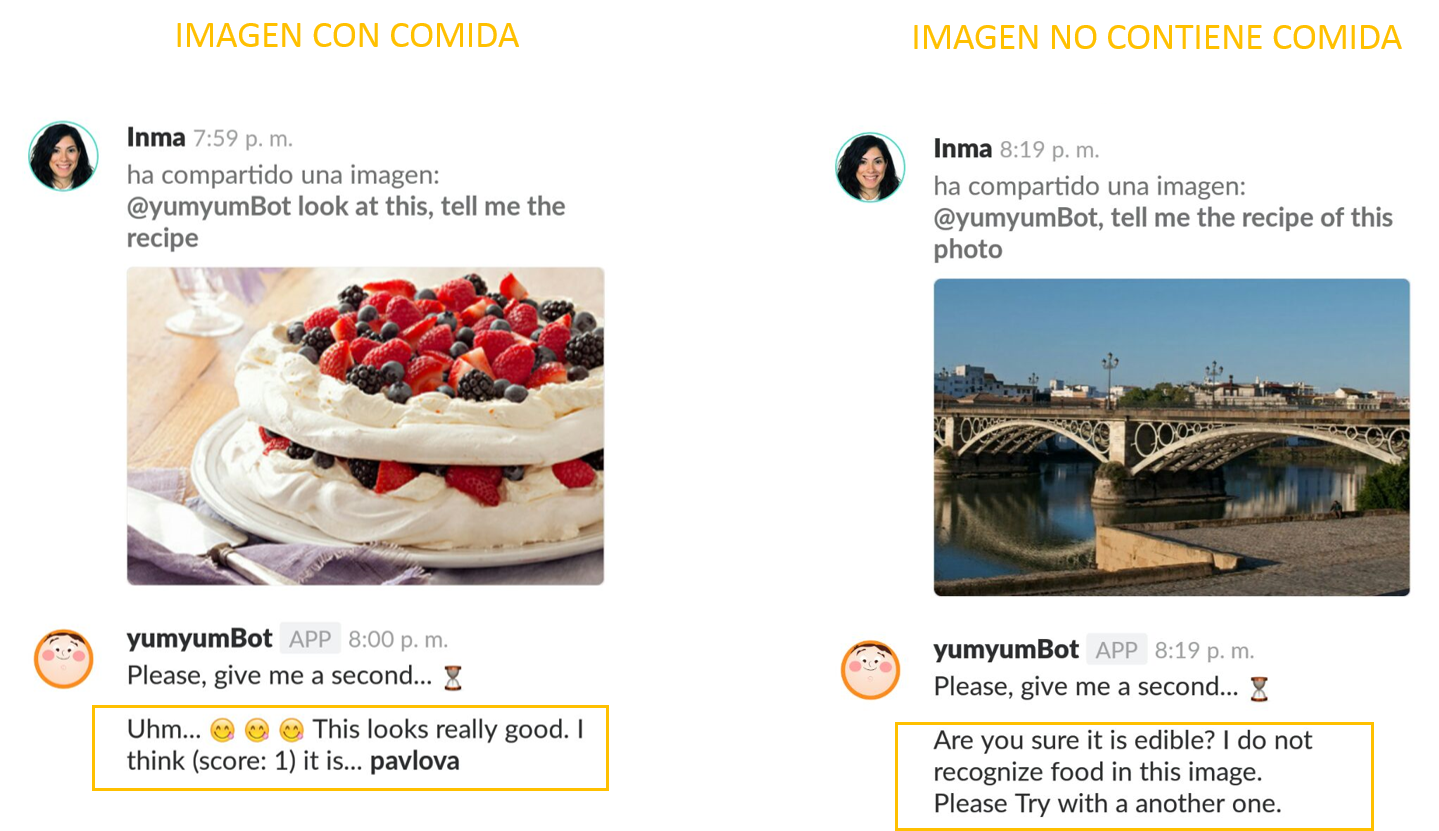 IMAGEN CON COMIDA
Inma 7:59 p. m.
ha compartido una imagen:
@yumyumBot look at this, tell me the
recipe
yumyumBot APP 8:00 p. m.
Please, give me a second...
Uhm... This looks really good. I
think (score: 1) it is... pavlova
IMAGEN NO CONTIENE COMIDA
Inma 8:19 p. m.
ha compartido una imagen:
@yumyumBot, tell me the recipe of this
photo
yumyumBot APP 8:19 p. m.
Please, give me a second...
Are you sure it is edible? I do not
recognize food in this image.
Please Try with a another one.